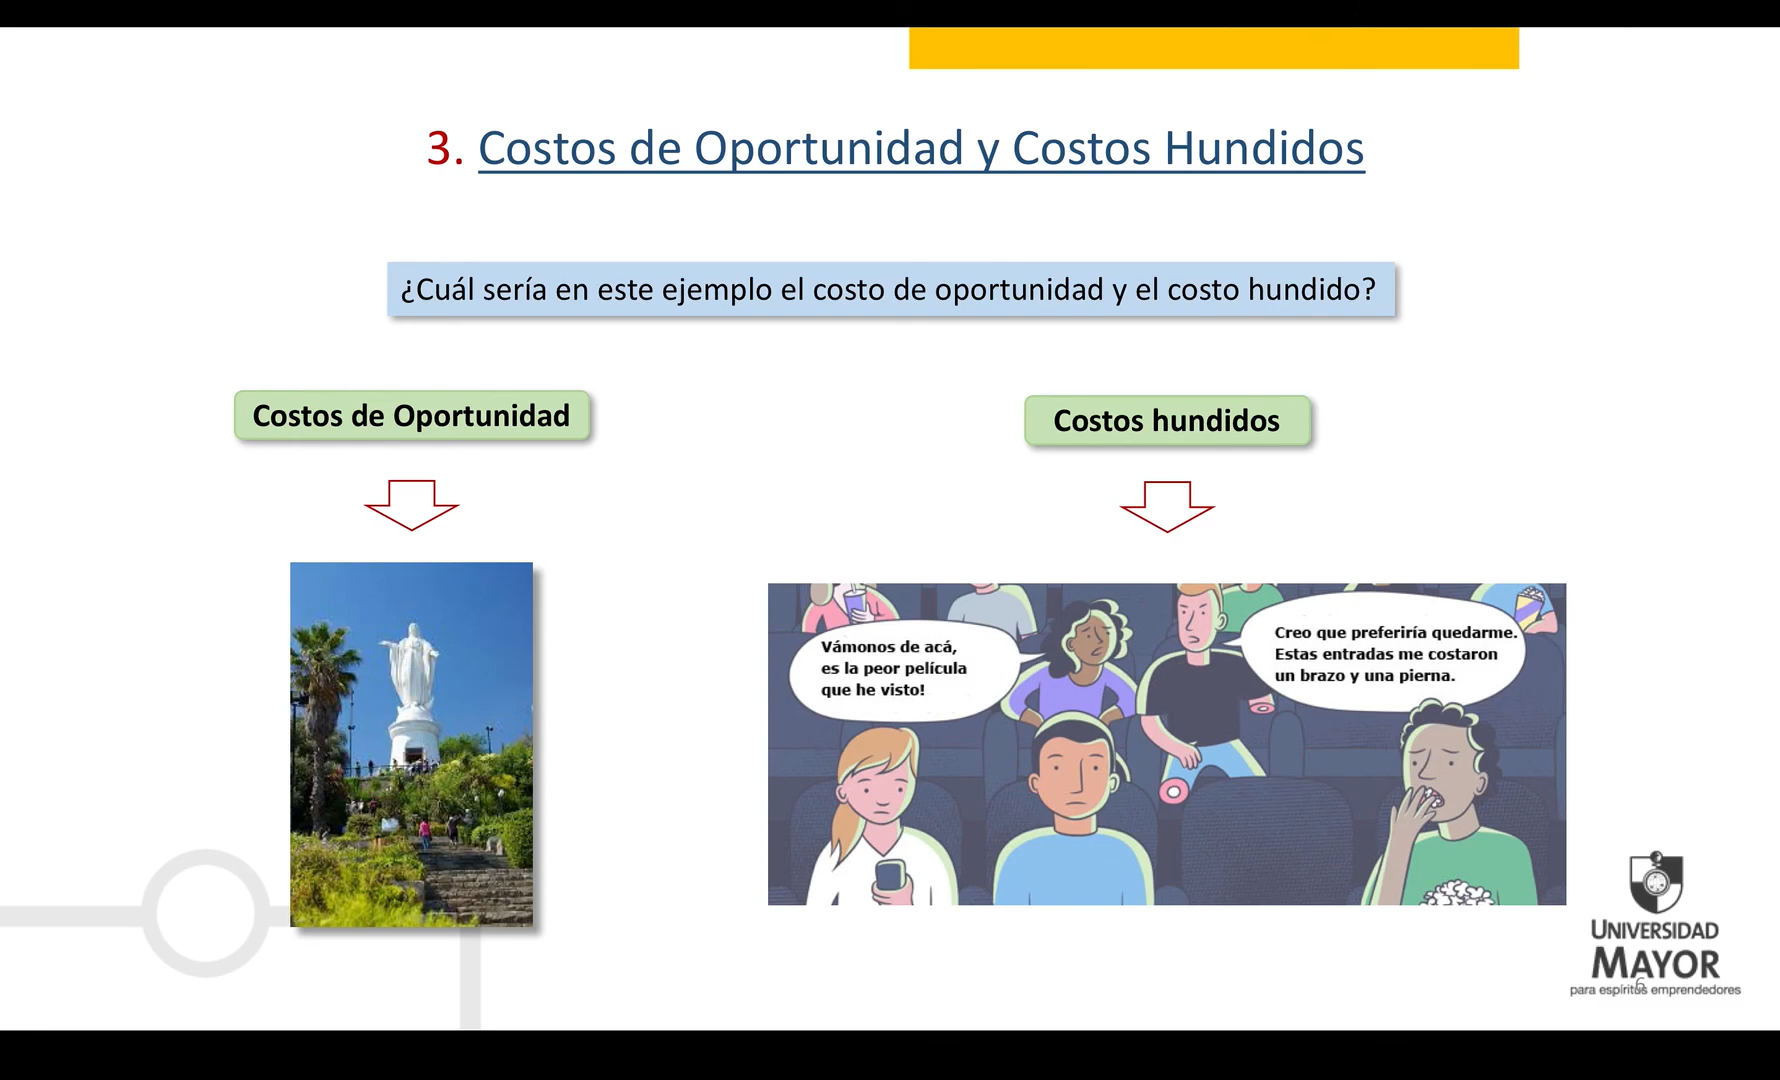 3. Costos de Oportunidad y Costos Hundidos
¿Cuál sería en este ejemplo el costo de oportunidad y el costo hundido?
Costos de Oportunidad
Costos hundidos
Vámonos de acá,
es la peor película
que he visto!
Creo que preferiría quedarme.
Estas entradas me costaron
un brazo y una pierna.
UNIVERSIDAD
MAYOR
para espíritus emprendedores
6